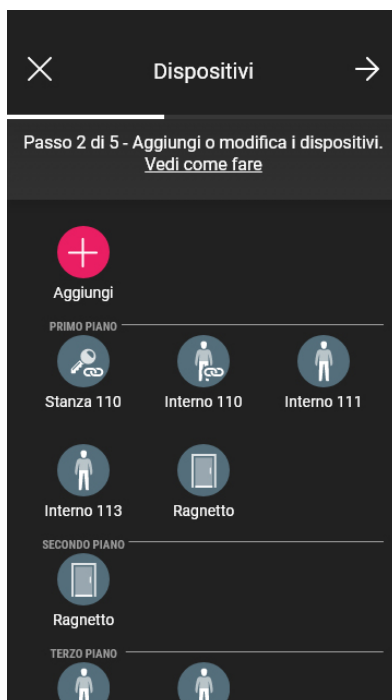 Dispositivi
Passo 2 di 5 - Aggiungi o modifica i dispositivi.
Vedi come fare
Aggiungi
PRIMO PIANO
Stanza 110 Interno 110 Interno 111
Interno 113 Ragnetto
SECONDO PIANO
Ragnetto
TERZO PIANO